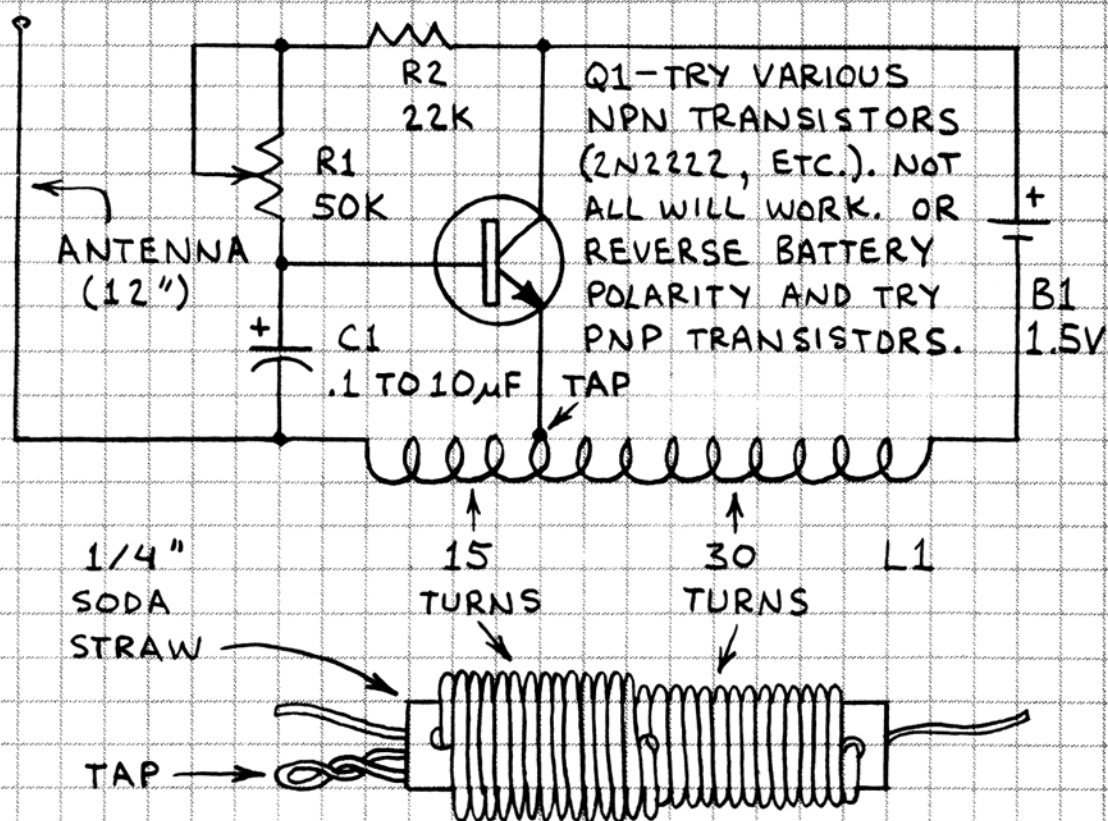 R2
22K
R1
50K
ANTENNA
(12")
+
C1
.1 TO 10µF
Q1-TRY VARIOUS
NPN TRANSISTORS
(2N2222, ETC.). NOT
ALL WILL WORK. OR
REVERSE BATTERY
POLARITY AND TRY
PNP TRANSISTORS.
+
B1
1.5V
TAP
15
TURNS
30
TURNS
L1
1/4"
SODA
STRAW
TAP